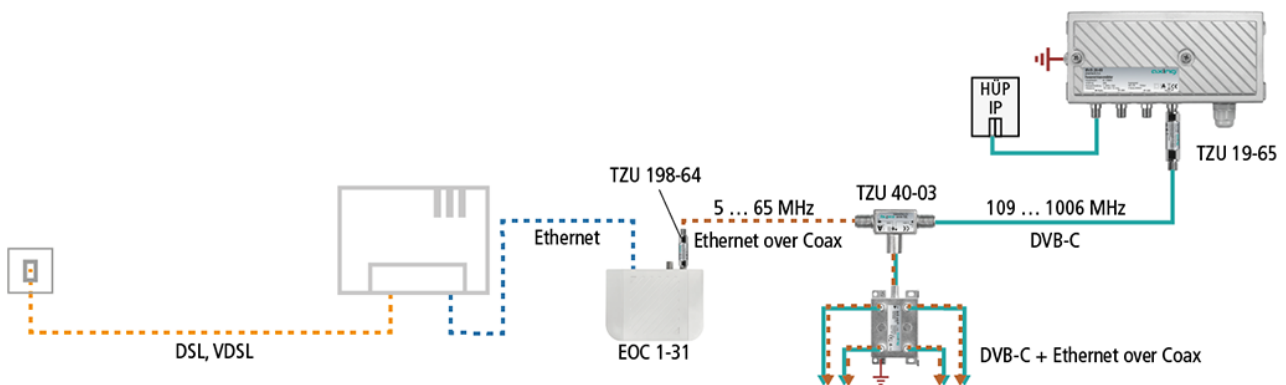 HÜP
IP
axing
TZU 19-65
TZU 198-64
TZU 40-03
5 ... 65 MHz
109 ... 1006 MHz
Ethernet
Ethernet over Coax
DVB-C
EOC 1-31
DSL, VDSL
DVB-C + Ethernet over Coax